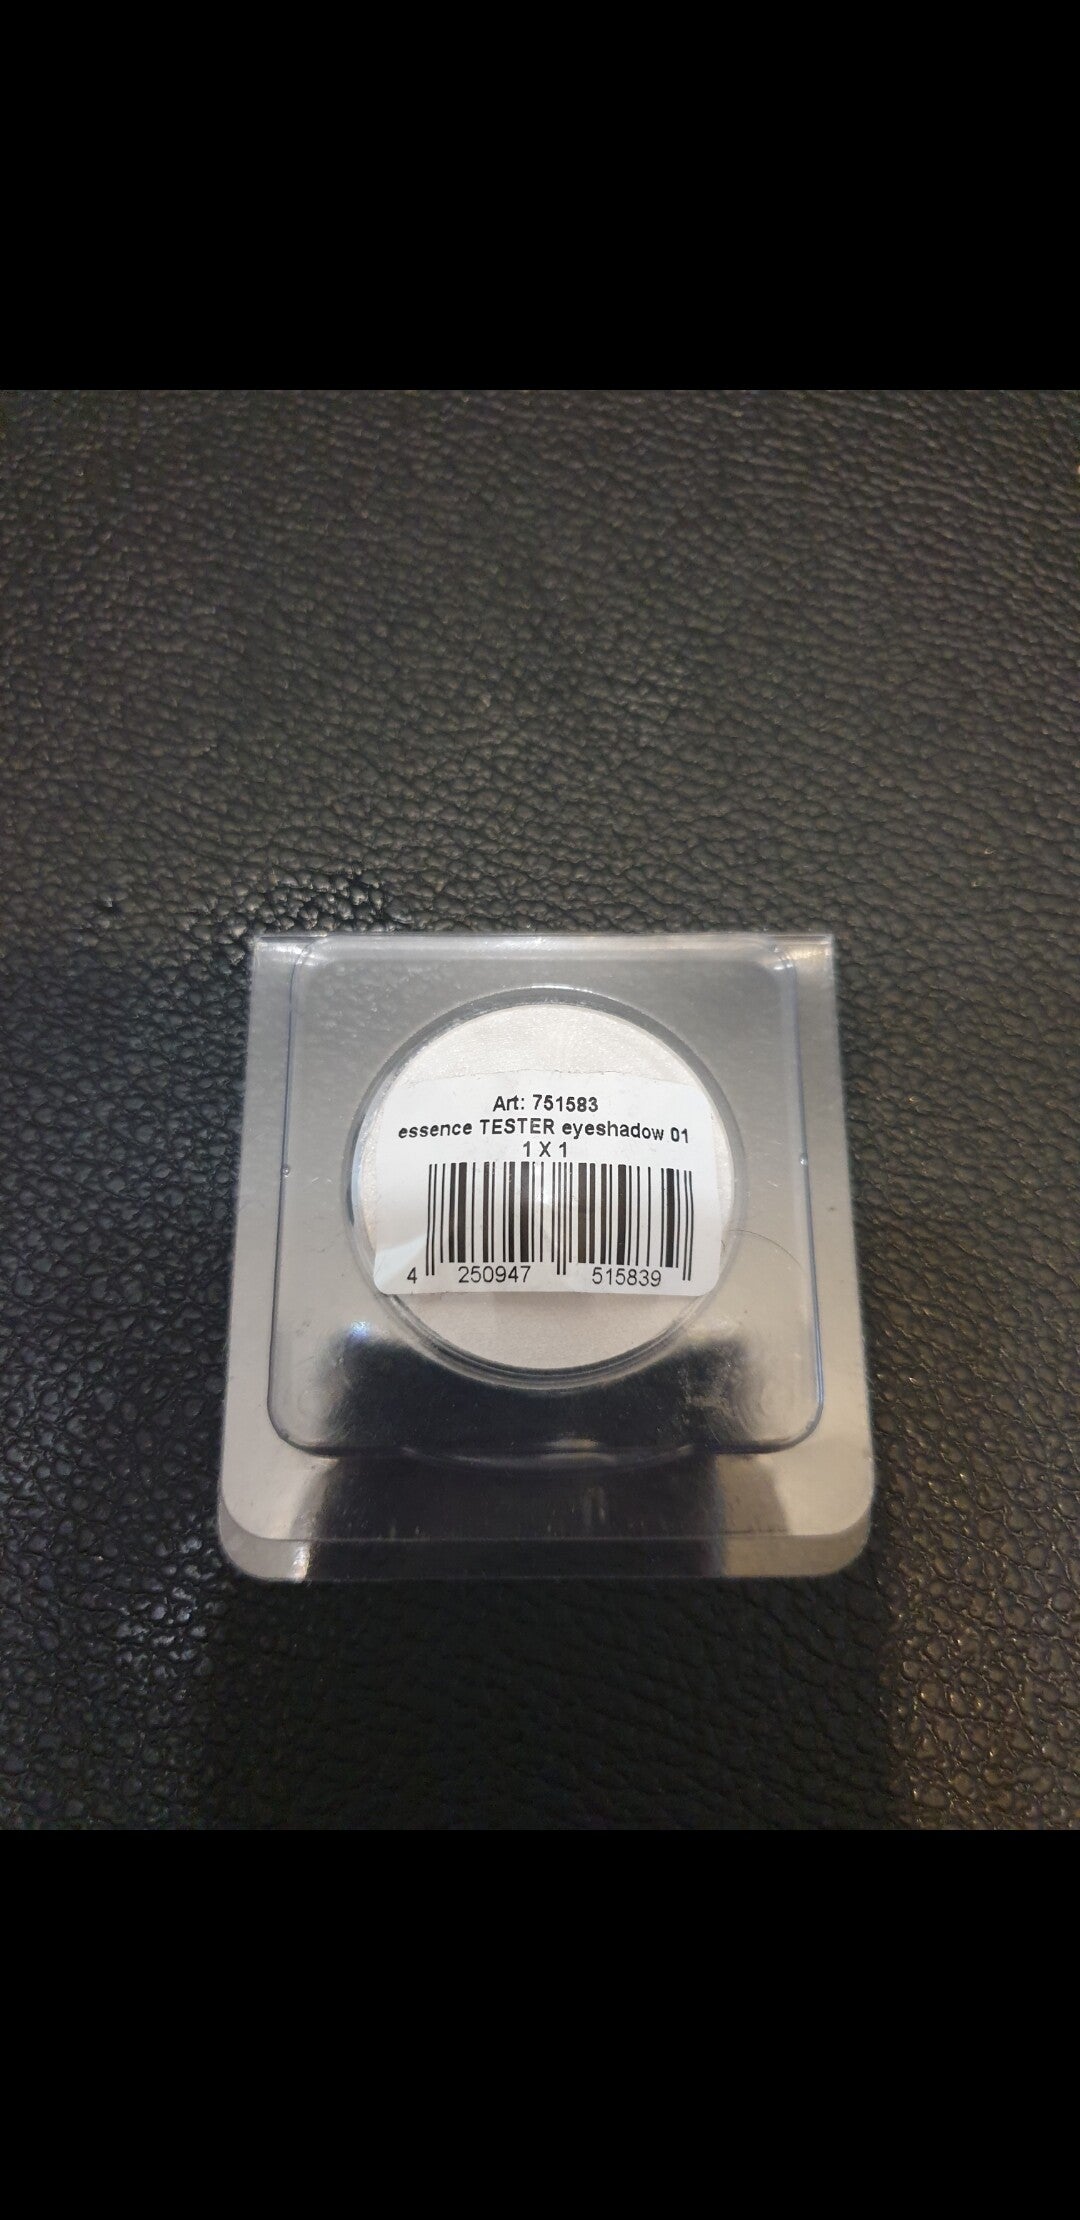 Art: 751583
essence TESTER eyeshadow 01
1 X 1
4 250947 515839